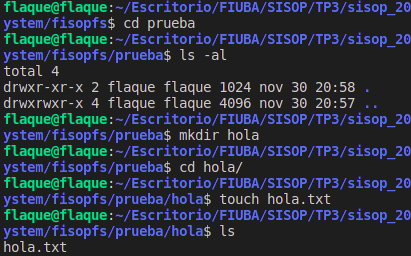 flaque@flaque:~/Escritorio/FIUBA/SISOP/TP3/sisop_20
ystem/fisopfs$ cd prueba
flaque@flaque:~/Escritorio/FIUBA/SISOP/TP3/sisop_20
ystem/fisopfs/prueba$ ls -al
total 4
drwxr-xr-x 2 flaque flaque 1024 nov 30 20:58 .
drwxrwxr-x 4 flaque flaque 4096 nov 30 20:57 ..
flaque@flaque:~/Escritorio/FIUBA/SISOP/TP3/sisop_20
ystem/fisopfs/prueba$ mkdir hola
flaque@flaque:~/Escritorio/FIUBA/SISOP/TP3/sisop_20
ystem/fisopfs/prueba$ cd hola/
flaque@flaque:~/Escritorio/FIUBA/SISOP/TP3/sisop_20
ystem/fisopfs/prueba/hola$ touch hola.txt
flaque@flaque:~/Escritorio/FIUBA/SISOP/TP3/sisop_20
ystem/fisopfs/prueba/hola$ ls
hola.txt